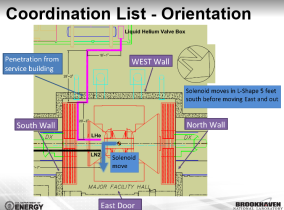 Coordination List - Orientation
Liquid Helium Valve Box
Penetration from
service building
WEST Wall
Solenoid moves in L-Shape 5 feet
south before moving East and out
South Wall
North Wall
LHe
DX
DX
LN2
Solenoid
move
MAJOR FACILITY HALL
East Door
ENERGY
BROOKHAVEN
NATIONAL LABORATORY